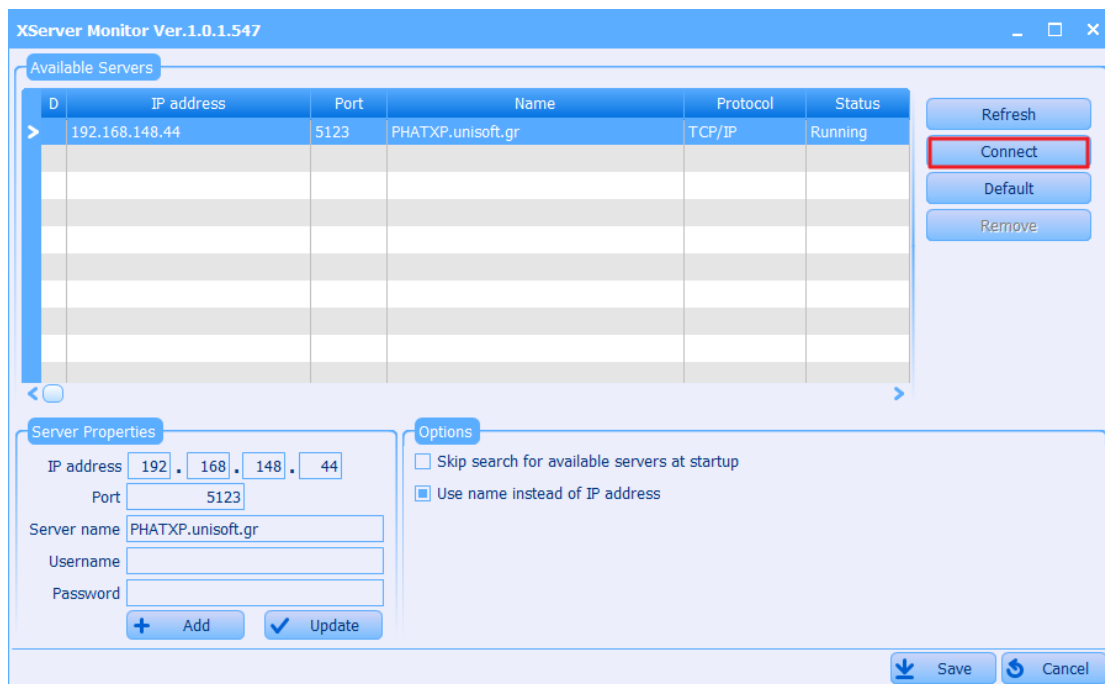 XServer Monitor Ver.1.0.1.547
Available Servers
D IP address Port Name Protocol Status
192.168.148.44 5123 PHATXP.unisoft.gr TCP/IP Running
Refresh
Connect
Default
Remove
Server Properties
IP address 192 . 168 . 148 . 44
Port 5123
Server name PHATXP.unisoft.gr
Username
Password
Add Update
Options
Skip search for available servers at startup
Use name instead of IP address
Save Cancel